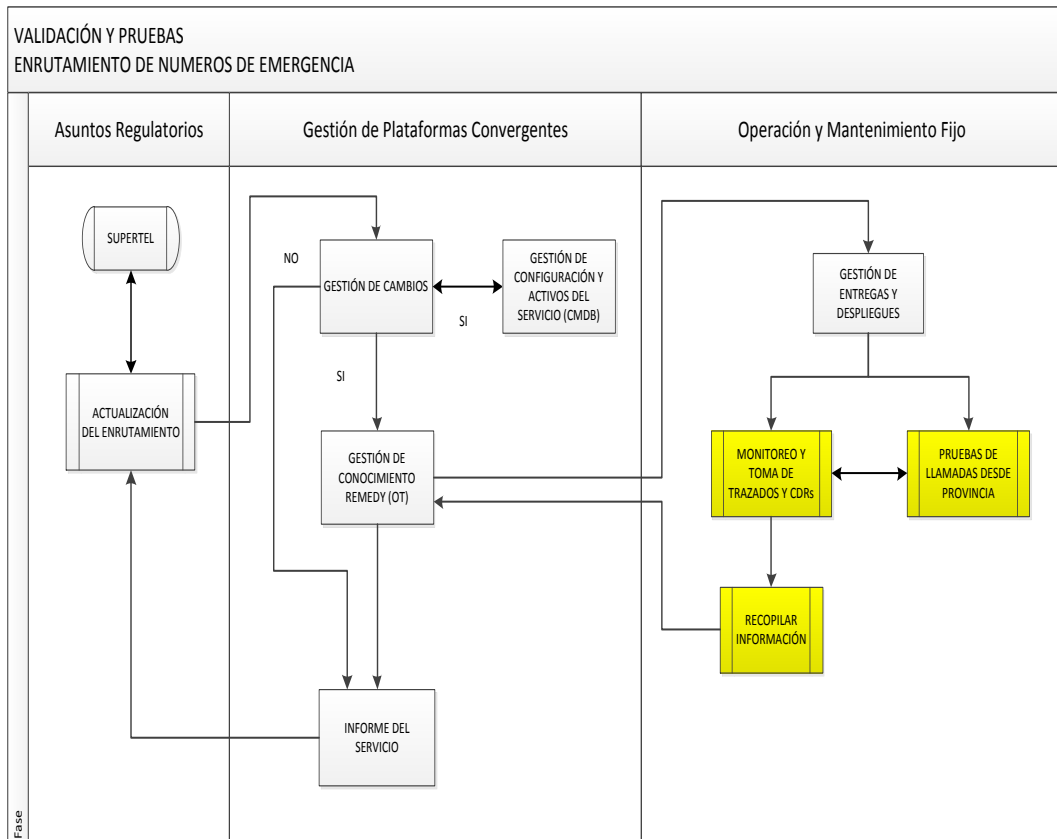 VALIDACIÓN Y PRUEBAS
ENRUTAMIENTO DE NUMEROS DE EMERGENCIA
Asuntos Regulatorios
Gestión de Plataformas Convergentes
Operación y Mantenimiento Fijo
SUPERTEL
ACTUALIZACIÓN
DEL ENRUTAMIENTO
NO
GESTIÓN DE CAMBIOS
SI
GESTIÓN DE
CONFIGURACIÓN Y
ACTIVOS DEL
SERVICIO (CMDB)
SI
GESTIÓN DE
CONOCIMIENTO
REMEDY (OT)
INFORME DEL
SERVICIO
GESTIÓN DE
ENTREGAS Y
DESPLIEGUES
MONITOREO Y
TOMA DE
TRAZADOS Y CDRs
PRUEBAS DE
LLAMADAS DESDE
PROVINCIA
RECOPILAR
INFORMACIÓN
Fase